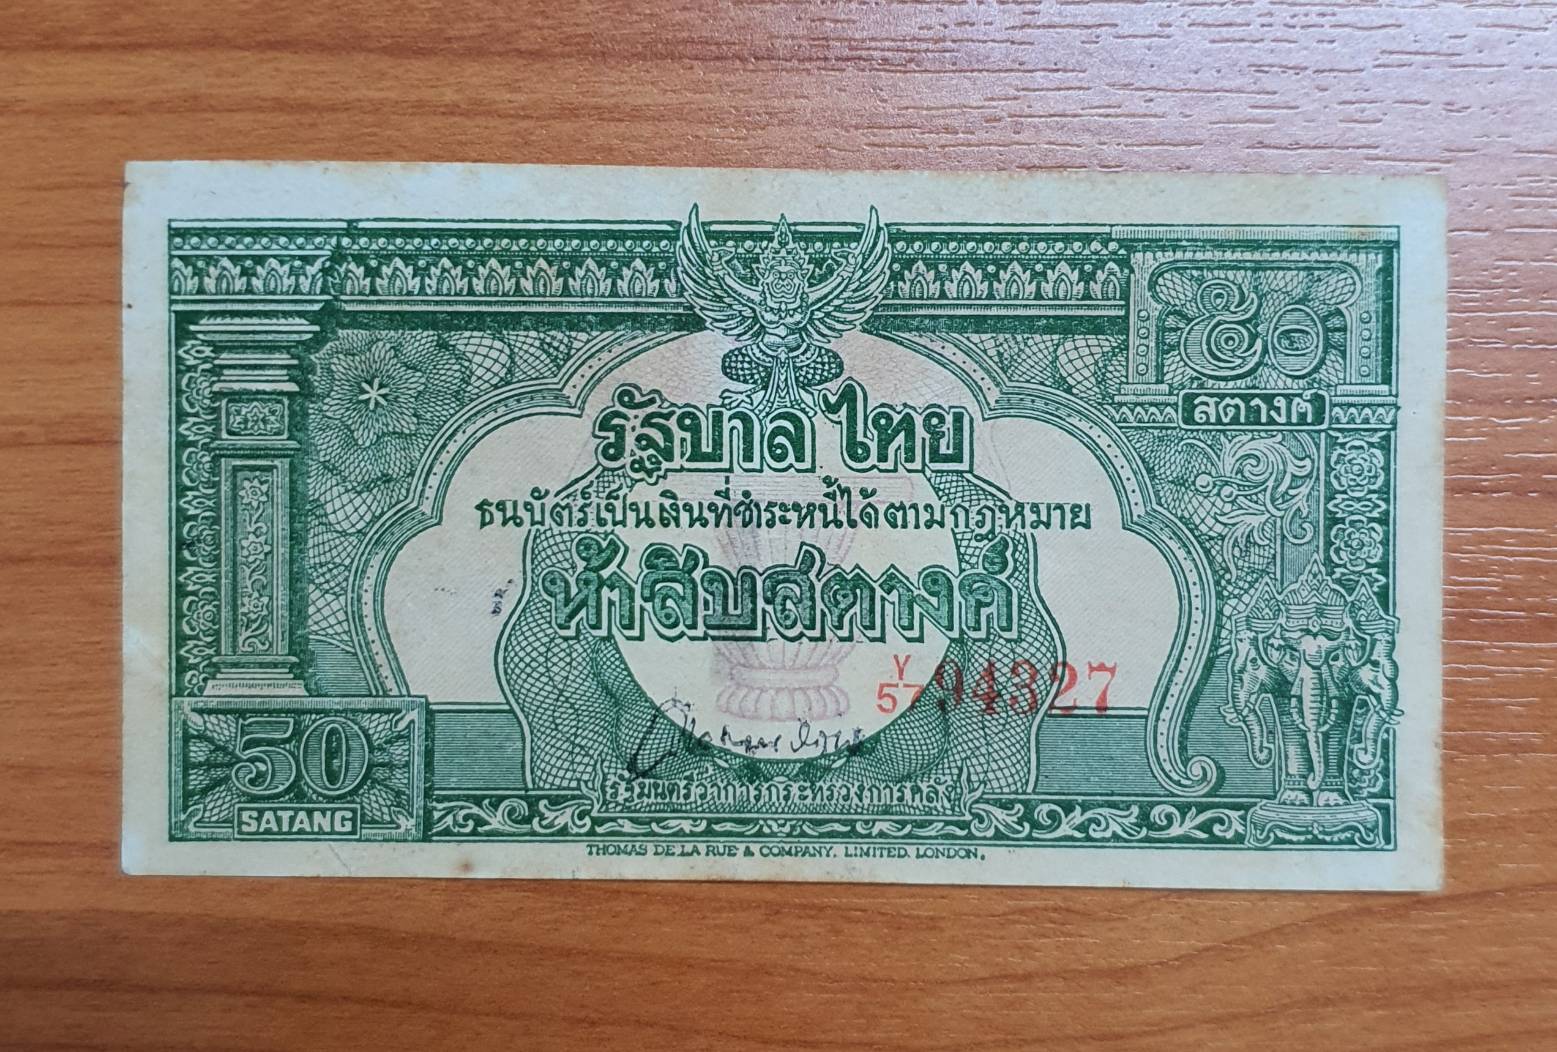 ๕๐
สตางค์
รัฐบาลไทย
ธนบัตร์เป็นเงินที่ชำระหนี้ได้ตามกฎหมาย
ห้าสิบสตางค์
Y/57 94327
50
SATANG
รัฐมนตรีว่าการกระทรวงการคลัง
THOMAS DE LA RUE & COMPANY, LIMITED, LONDON.